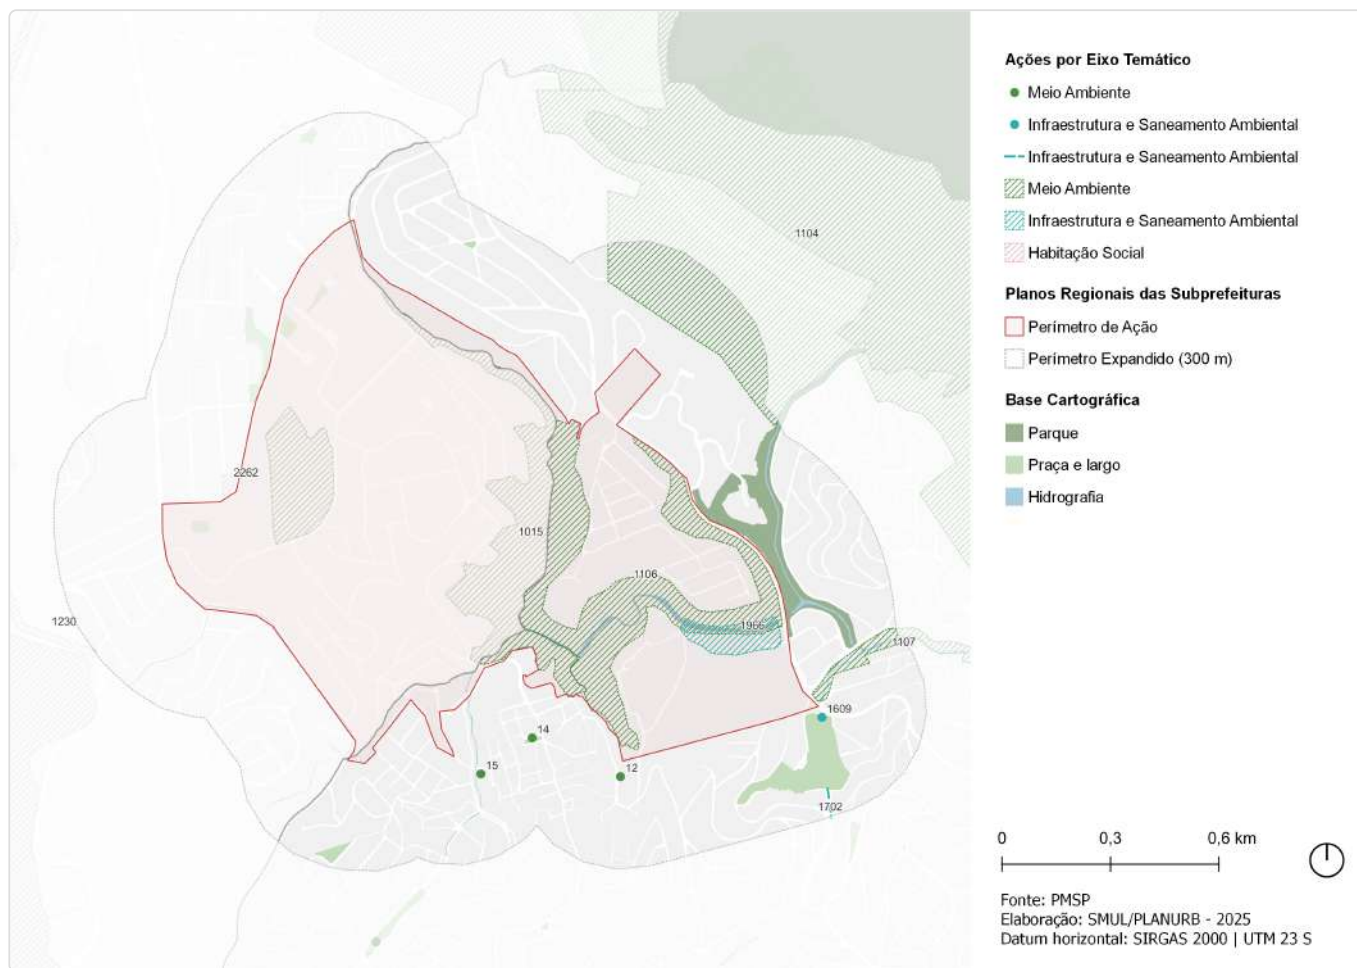 Ações por Eixo Temático
Meio Ambiente
Infraestrutura e Saneamento Ambiental
Infraestrutura e Saneamento Ambiental
Meio Ambiente
Infraestrutura e Saneamento Ambiental
Habitação Social
Planos Regionais das Subprefeituras
Perímetro de Ação
Perímetro Expandido (300 m)
Base Cartográfica
Parque
Praça e largo
Hidrografia
1104
2262
1015
1106
1230
1966
1107
1609
14
15
12
1702
0 0,3 0,6 km
Fonte: PMSP
Elaboração: SMUL/PLANURB - 2025
Datum horizontal: SIRGAS 2000 | UTM 23 S